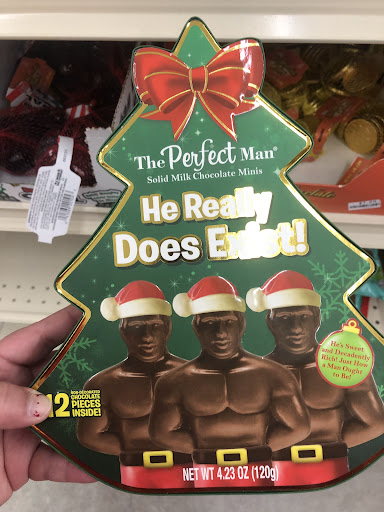 The Perfect Man®
Solid Milk Chocolate Minis
He Really
Does Exist!
He's Sweet
and Decadently
Rich! Just How
a Man Ought
to Be!
12 NON-DECORATED
CHOCOLATE
PIECES
INSIDE!
NET WT 4.23 OZ (120g)